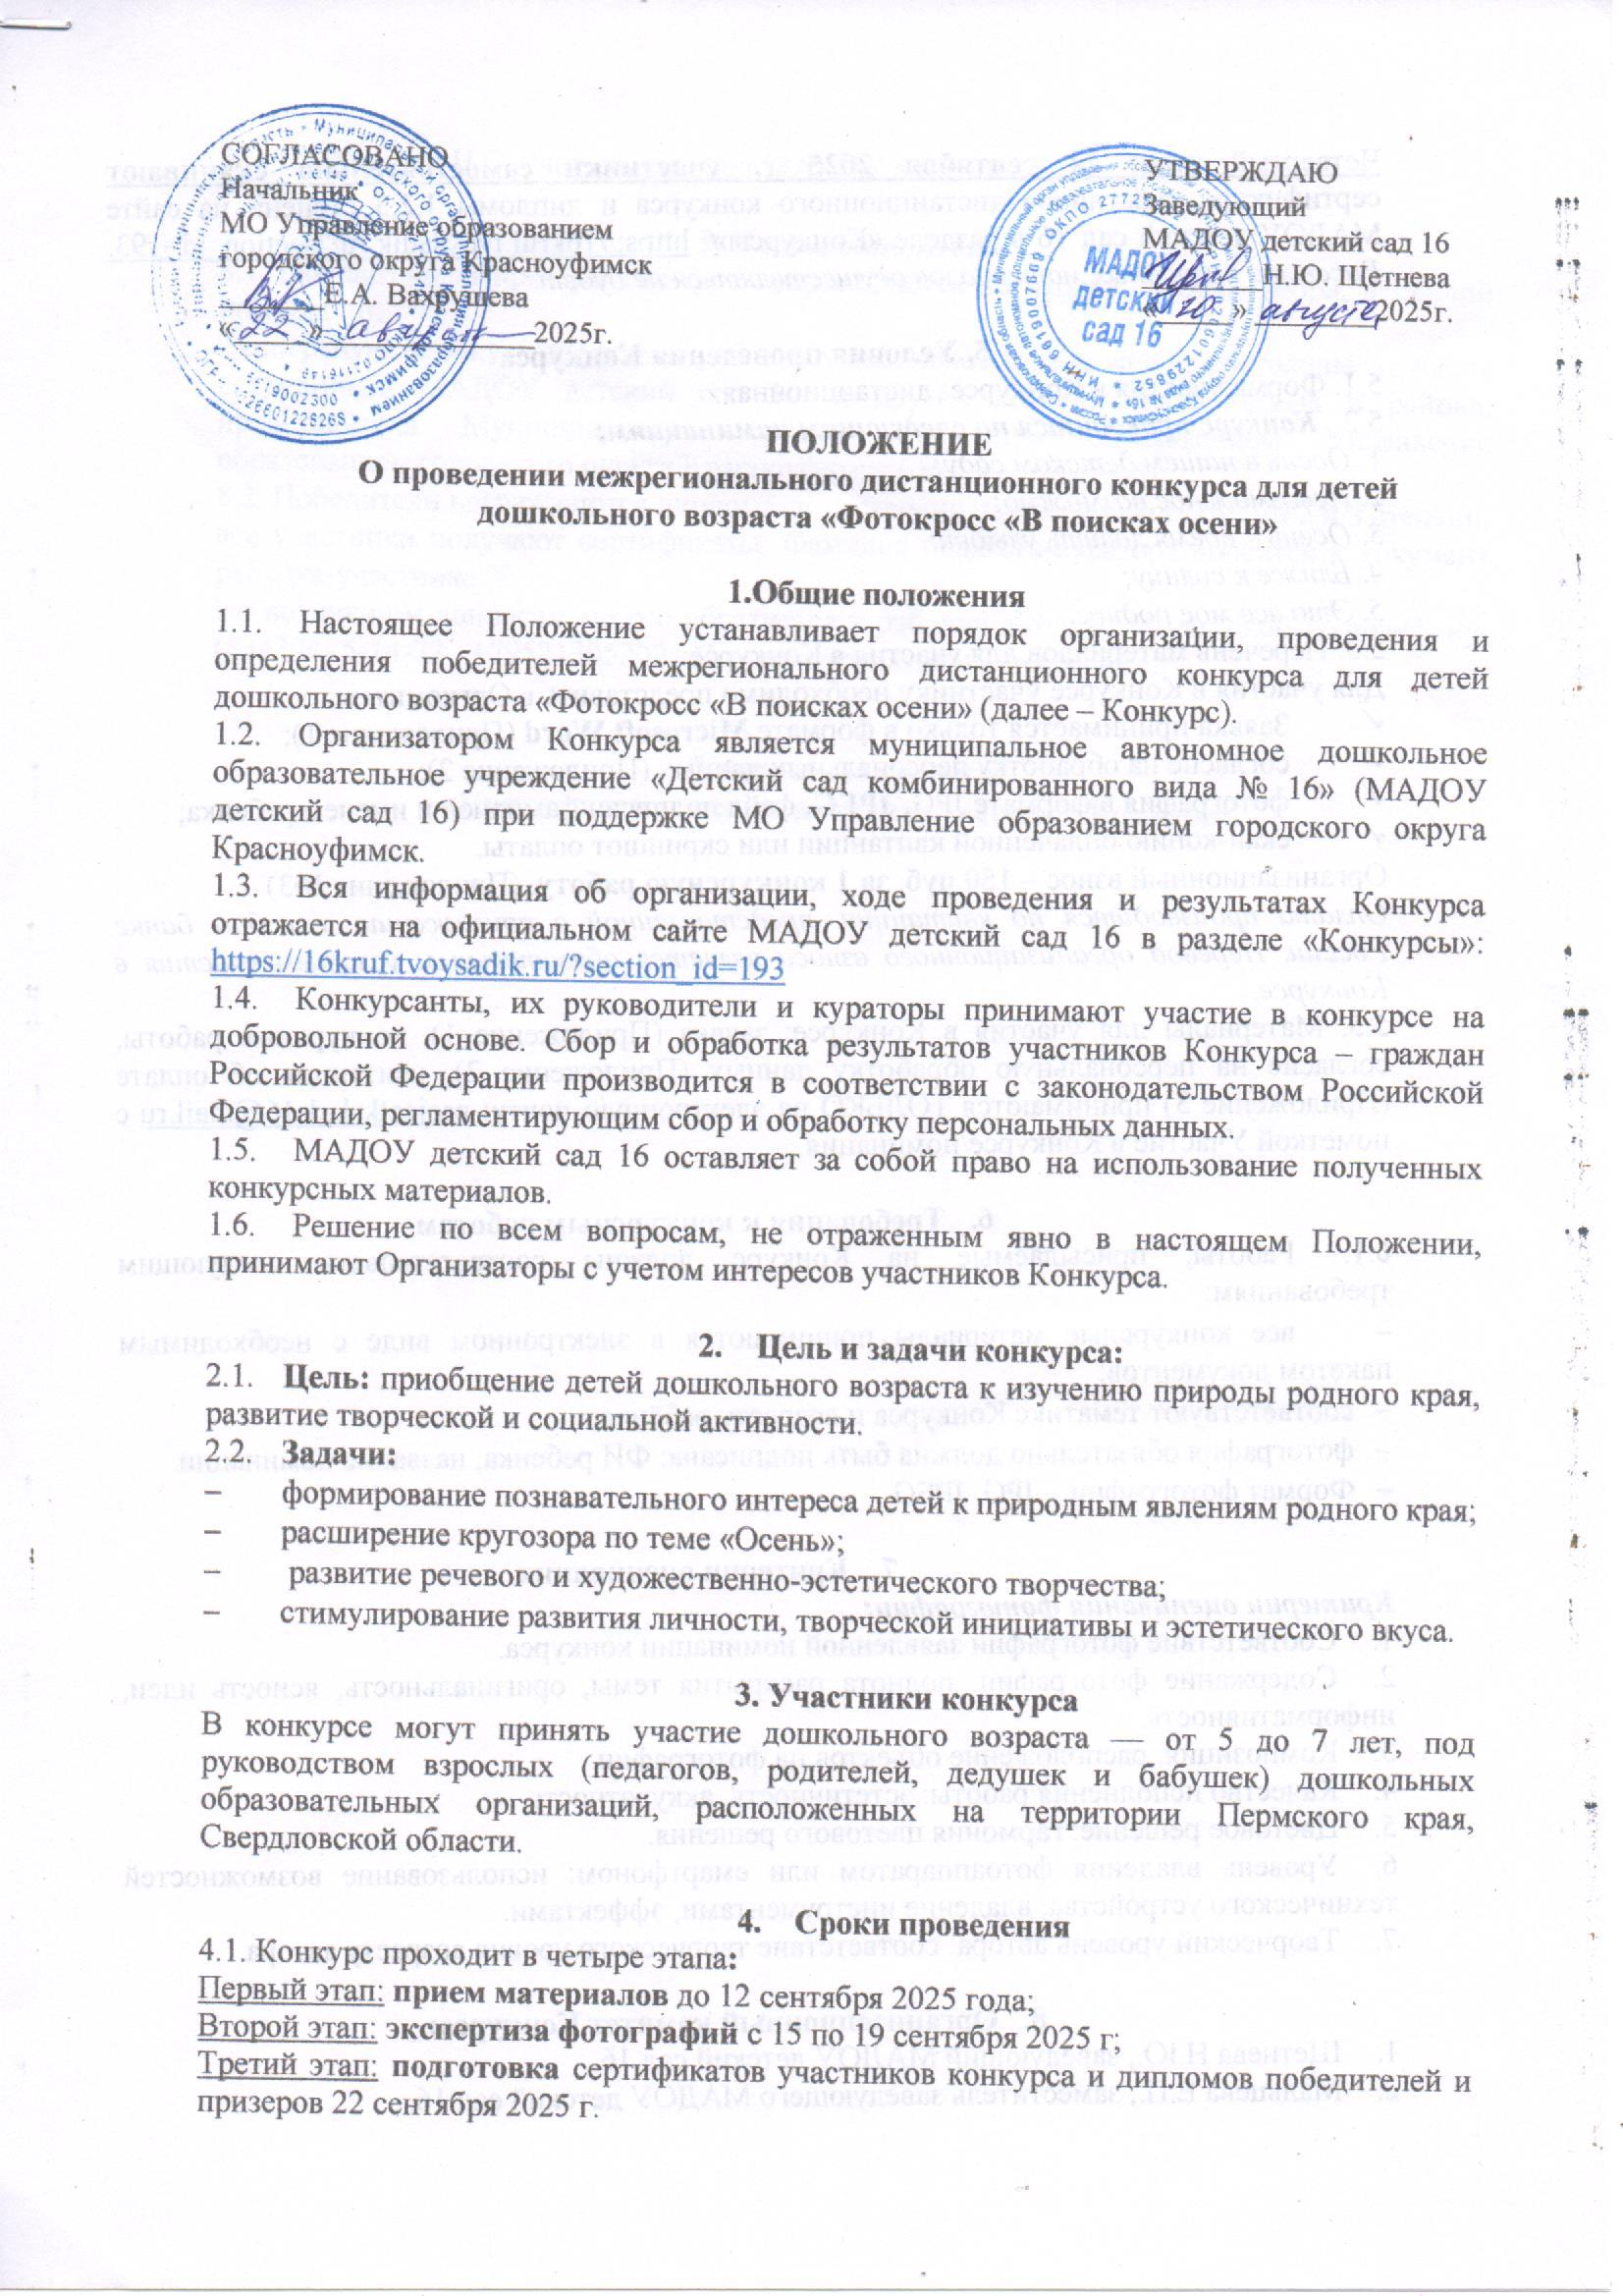 СОГЛАСОВАНО
Начальник
МО Управление образованием
городского округа Красноуфимск
Е.А. Вахрушева
« 22 » августа 2025г.
УТВЕРЖДАЮ
Заведующий
МАДОУ детский сад 16
Н.Ю. Щетнева
« 20 » августа 2025г.
МАДОУ
детский
сад 16
ПОЛОЖЕНИЕ
О проведении межрегионального дистанционного конкурса для детей
дошкольного возраста «Фотокросс «В поисках осени»
1.Общие положения
1.1. Настоящее Положение устанавливает порядок организации, проведения и
определения победителей межрегионального дистанционного конкурса для детей
дошкольного возраста «Фотокросс «В поисках осени» (далее – Конкурс).
1.2. Организатором Конкурса является муниципальное автономное дошкольное
образовательное учреждение «Детский сад комбинированного вида № 16» (МАДОУ
детский сад 16) при поддержке МО Управление образованием городского округа
Красноуфимск.
1.3. Вся информация об организации, ходе проведения и результатах Конкурса
отражается на официальном сайте МАДОУ детский сад 16 в разделе «Конкурсы»:
https://16kruf.tvoysadik.ru/?section_id=193
1.4. Конкурсанты, их руководители и кураторы принимают участие в конкурсе на
добровольной основе. Сбор и обработка результатов участников Конкурса – граждан
Российской Федерации производится в соответствии с законодательством Российской
Федерации, регламентирующим сбор и обработку персональных данных.
1.5. МАДОУ детский сад 16 оставляет за собой право на использование полученных
конкурсных материалов.
1.6. Решение по всем вопросам, не отраженным явно в настоящем Положении,
принимают Организаторы с учетом интересов участников Конкурса.
2. Цель и задачи конкурса:
2.1. Цель: приобщение детей дошкольного возраста к изучению природы родного края,
развитие творческой и социальной активности.
2.2. Задачи:
– формирование познавательного интереса детей к природным явлениям родного края;
– расширение кругозора по теме «Осень»;
– развитие речевого и художественно-эстетического творчества;
– стимулирование развития личности, творческой инициативы и эстетического вкуса.
3. Участники конкурса
В конкурсе могут принять участие дошкольного возраста — от 5 до 7 лет, под
руководством взрослых (педагогов, родителей, дедушек и бабушек) дошкольных
образовательных организаций, расположенных на территории Пермского края,
Свердловской области.
4. Сроки проведения
4.1. Конкурс проходит в четыре этапа:
Первый этап: прием материалов до 12 сентября 2025 года;
Второй этап: экспертиза фотографий с 15 по 19 сентября 2025 г;
Третий этап: подготовка сертификатов участников конкурса и дипломов победителей и
призеров 22 сентября 2025 г.